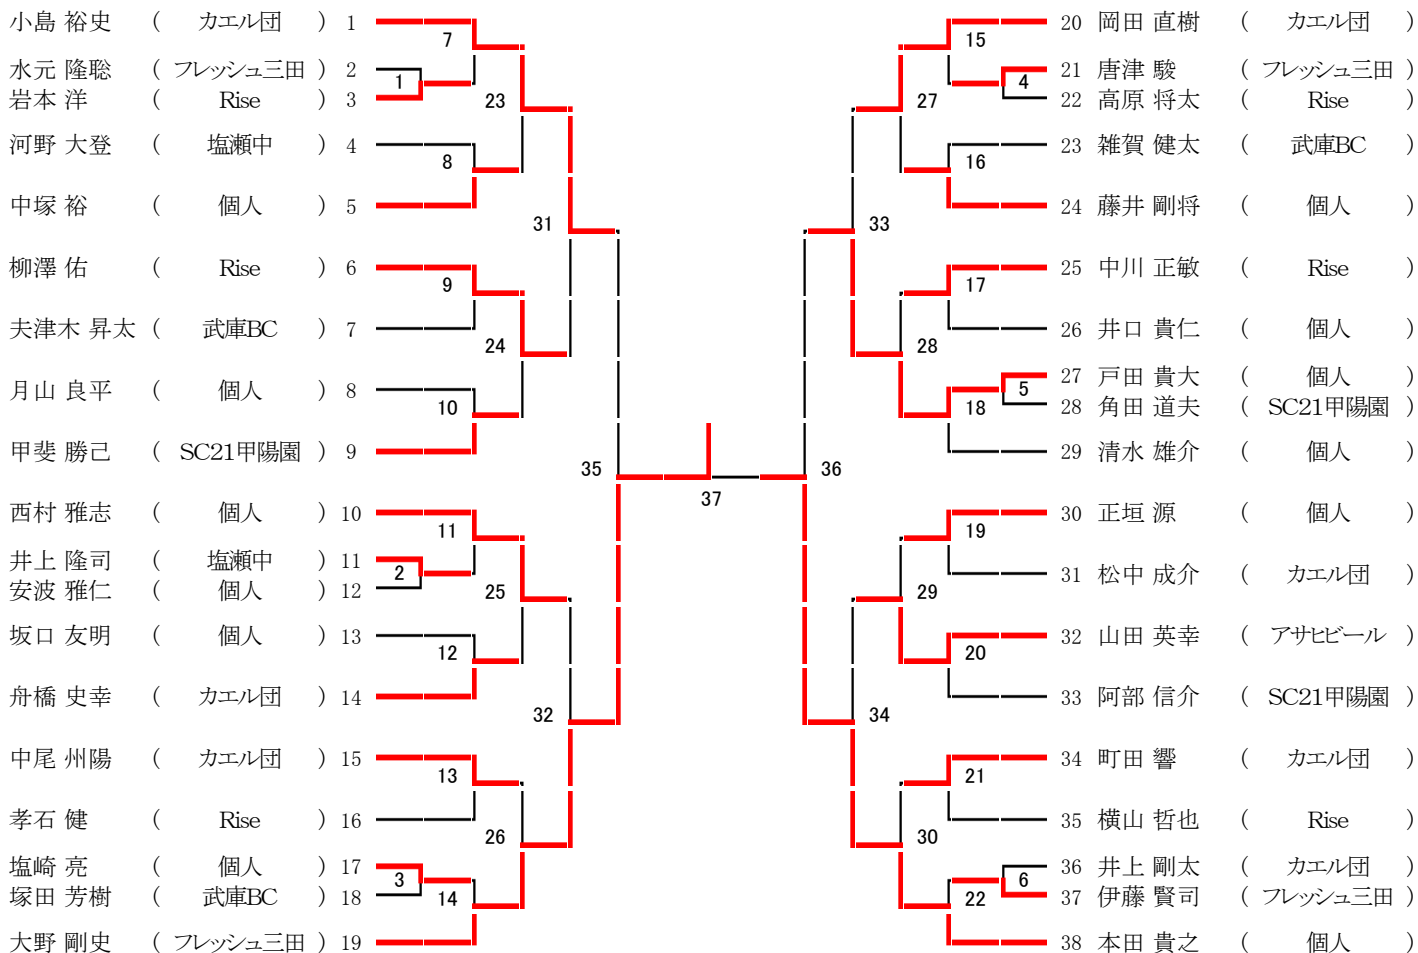 小島 裕史 ( カエル団 ) 1
水元 隆聡 ( フレッシュ三田 ) 2
岩本 洋 ( Rise ) 3
河野 大登 ( 塩瀬中 ) 4
中塚 裕 ( 個人 ) 5
柳澤 佑 ( Rise ) 6
夫津木 昇太 ( 武庫BC ) 7
月山 良平 ( 個人 ) 8
甲斐 勝己 ( SC21甲陽園 ) 9
西村 雅志 ( 個人 ) 10
井上 隆司 ( 塩瀬中 ) 11
安波 雅仁 ( 個人 ) 12
坂口 友明 ( 個人 ) 13
舟橋 史幸 ( カエル団 ) 14
中尾 州陽 ( カエル団 ) 15
孝石 健 ( Rise ) 16
塩崎 亮 ( 個人 ) 17
塚田 芳樹 ( 武庫BC ) 18
大野 剛史 ( フレッシュ三田 ) 19
7
1
23
8
31
9
24
10
35
11
2
25
12
32
13
26
3
14
37
15
4
27
16
33
17
28
5
18
36
19
29
20
34
21
30
6
22
20 岡田 直樹 ( カエル団 )
21 唐津 駿 ( フレッシュ三田 )
22 高原 将太 ( Rise )
23 雑賀 健太 ( 武庫BC )
24 藤井 剛将 ( 個人 )
25 中川 正敏 ( Rise )
26 井口 貴仁 ( 個人 )
27 戸田 貴大 ( 個人 )
28 角田 道夫 ( SC21甲陽園 )
29 清水 雄介 ( 個人 )
30 正垣 源 ( 個人 )
31 松中 成介 ( カエル団 )
32 山田 英幸 ( アサヒビール )
33 阿部 信介 ( SC21甲陽園 )
34 町田 響 ( カエル団 )
35 横山 哲也 ( Rise )
36 井上 剛太 ( カエル団 )
37 伊藤 賢司 ( フレッシュ三田 )
38 本田 貴之 ( 個人 )